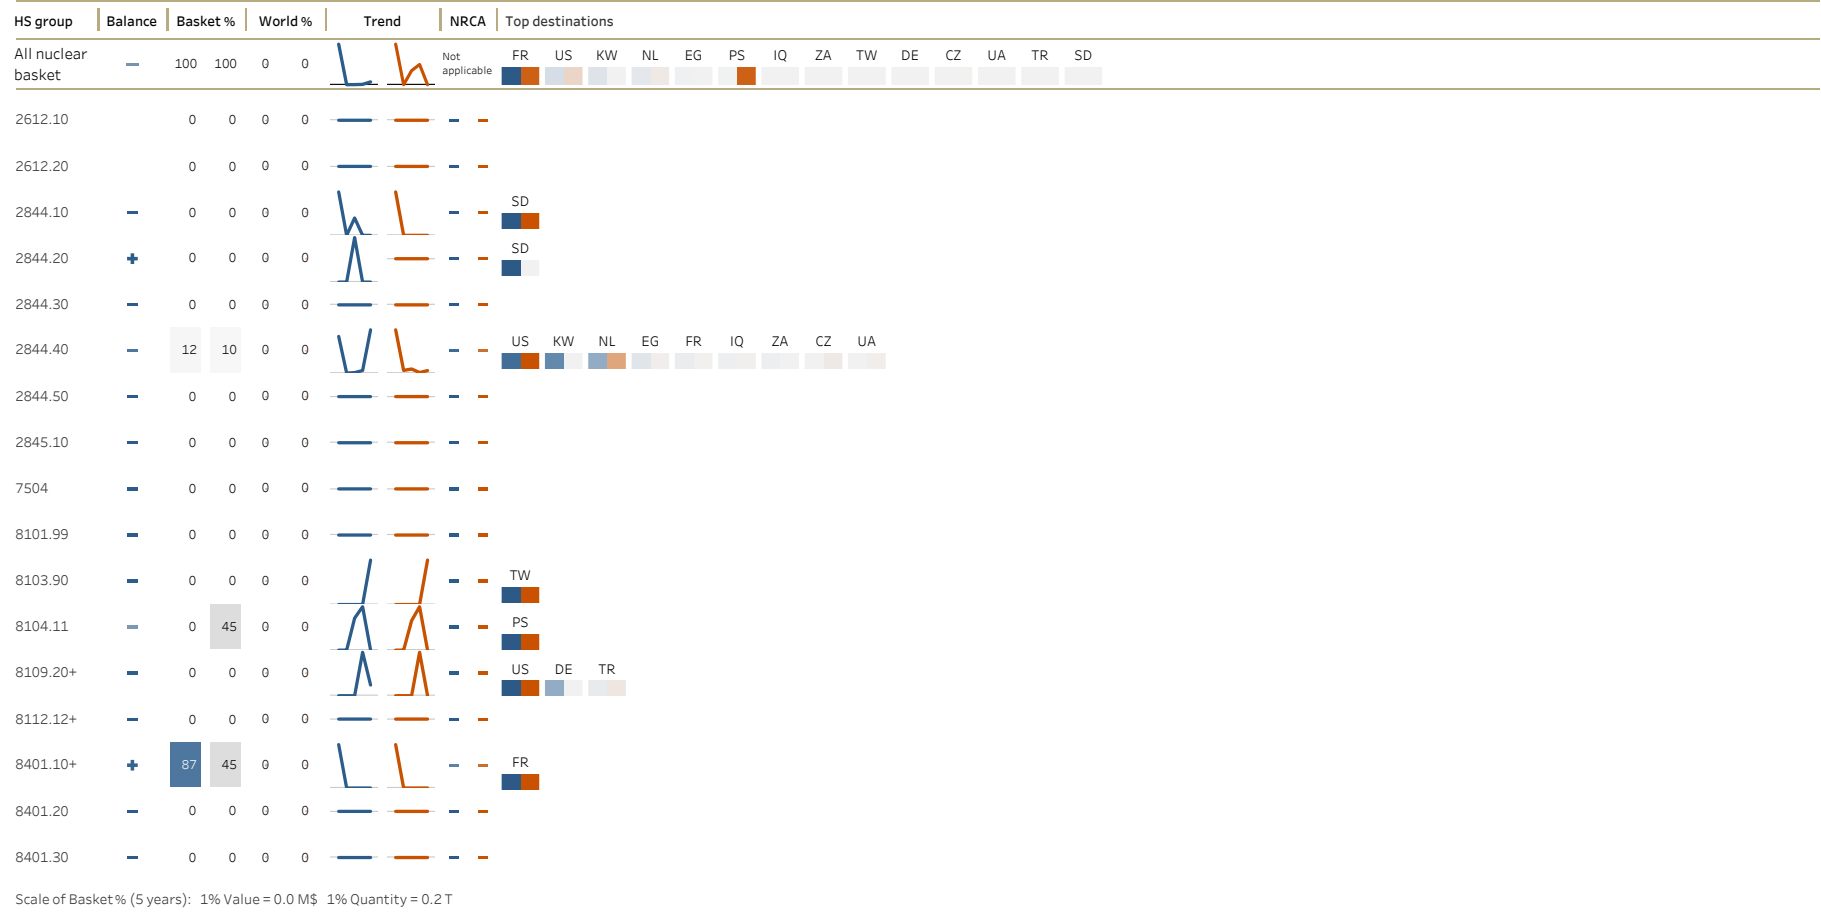 HS group Balance Basket % World % Trend NRCA Top destinations
All nuclear basket 100 100 0 0 Not applicable FR US KW NL EG PS IQ ZA TW DE CZ UA TR SD
2612.10 0 0 0 0
2612.20 0 0 0 0
2844.10 0 0 0 0 SD
2844.20 0 0 0 0 SD
2844.30 0 0 0 0
2844.40 12 10 0 0 US KW NL EG FR IQ ZA CZ UA
2844.50 0 0 0 0
2845.10 0 0 0 0
7504 0 0 0 0
8101.99 0 0 0 0
8103.90 0 0 0 0 TW
8104.11 0 45 0 0 PS
8109.20+ 0 0 0 0 US DE TR
8112.12+ 0 0 0 0
8401.10+ 87 45 0 0 FR
8401.20 0 0 0 0
8401.30 0 0 0 0
Scale of Basket% (5 years): 1% Value = 0.0 M$ 1% Quantity = 0.2 T